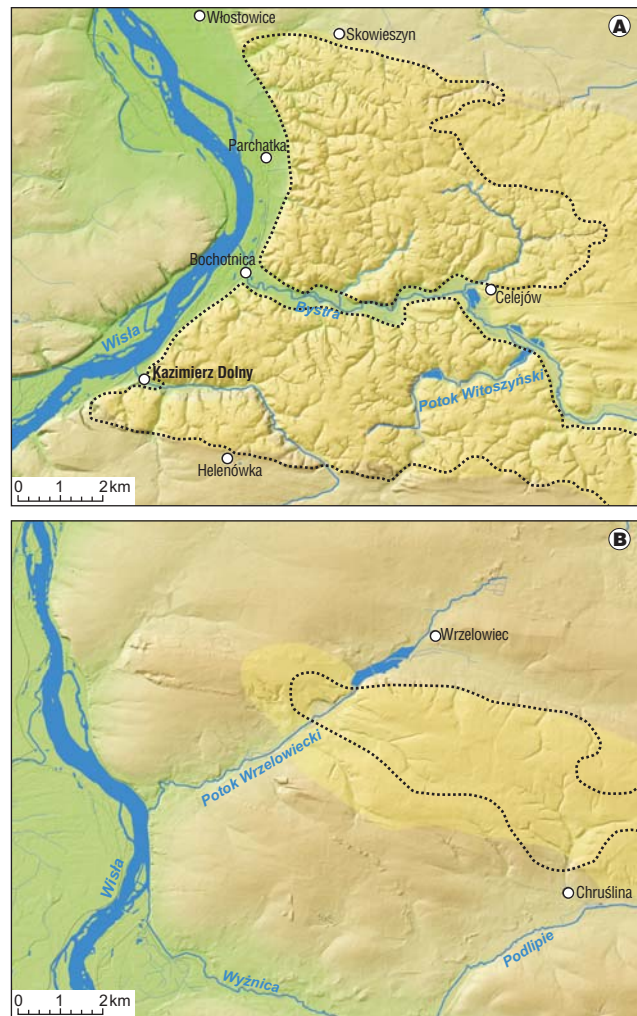 A
Włostowice
Skowieszyn
Parchatka
Bochotnica
Bystra
Celejów
Wisła
Kazimierz Dolny
Potok Witoszyński
Helenówka
0 1 2 km
B
Wrzelowiec
Potok Wrzelowiecki
Wisła
Chruślina
Podlipie
Wyźnica
0 1 2 km